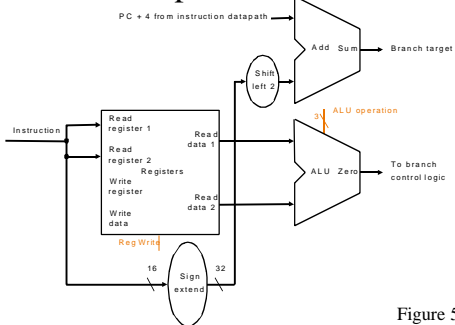 PC + 4 from instruction datapath
Add Sum
Branch target
Shift
left 2
3
ALU operation
Instruction
Read
register 1
Read
register 2
Registers
Write
register
Write
data
Read
data 1
Read
data 2
ALU Zero
To branch
control logic
RegWrite
16
32
Sign
extend
Figure 5